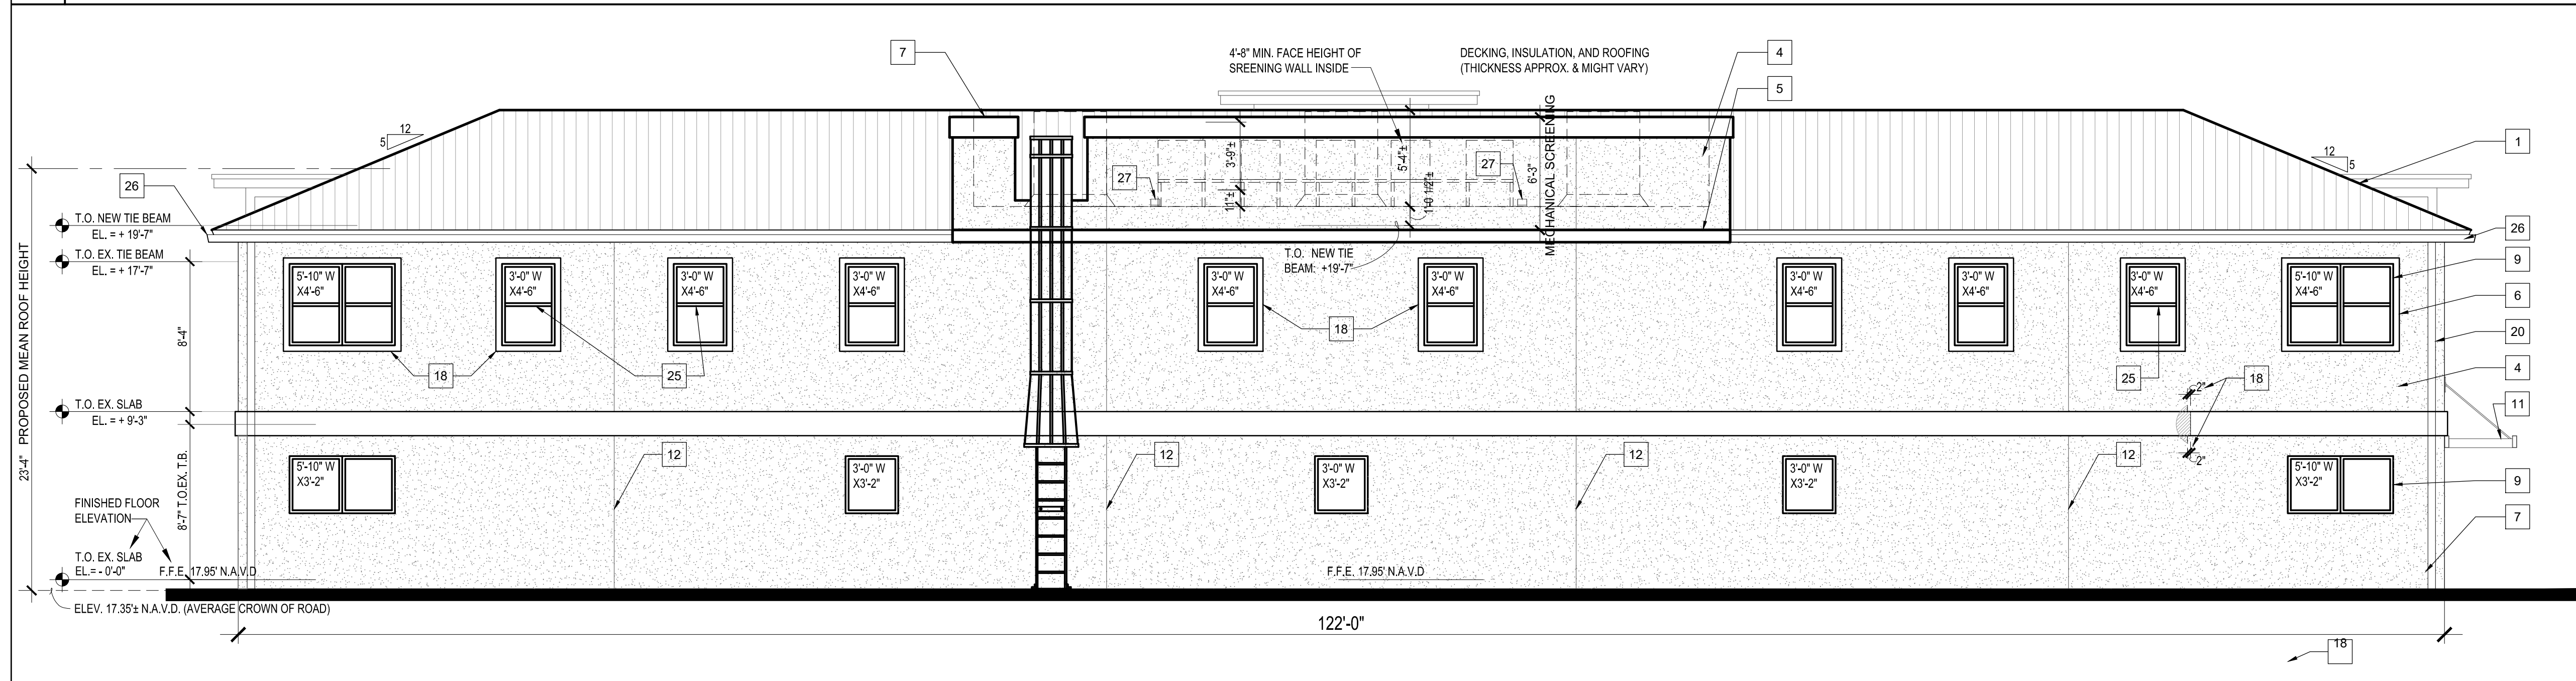 7
4'-8" MIN. FACE HEIGHT OF
SREENING WALL INSIDE
DECKING, INSULATION, AND ROOFING
(THICKNESS APPROX. & MIGHT VARY)
4
5
12
5
12
5
1
26
27
27
3'-9"±
11"±
5'-4"±
1'-0 1/2"±
6'-3"
MECHANICAL SCREENING
T.O. NEW TIE BEAM
EL. = + 19'-7"
T.O. EX. TIE BEAM
EL. = + 17'-7"
T.O. NEW TIE
BEAM: +19'-7"
26
9
6
20
4
11
9
7
5'-10" W
X4'-6"
3'-0" W
X4'-6"
3'-0" W
X4'-6"
3'-0" W
X4'-6"
3'-0" W
X4'-6"
3'-0" W
X4'-6"
3'-0" W
X4'-6"
3'-0" W
X4'-6"
3'-0" W
X4'-6"
5'-10" W
X4'-6"
18
25
18
25
2"
18
2"
8'-4"
23'-4" PROPOSED MEAN ROOF HEIGHT
T.O. EX. SLAB
EL. = + 9'-3"
8'-7" T.O.EX. T.B.
5'-10" W
X3'-2"
12
3'-0" W
X3'-2"
12
3'-0" W
X3'-2"
12
3'-0" W
X3'-2"
12
5'-10" W
X3'-2"
FINISHED FLOOR
ELEVATION
T.O. EX. SLAB
EL.= - 0'-0"
F.F.E. 17.95' N.A.V.D
F.F.E. 17.95' N.A.V.D
ELEV. 17.35'± N.A.V.D. (AVERAGE CROWN OF ROAD)
122'-0"
18